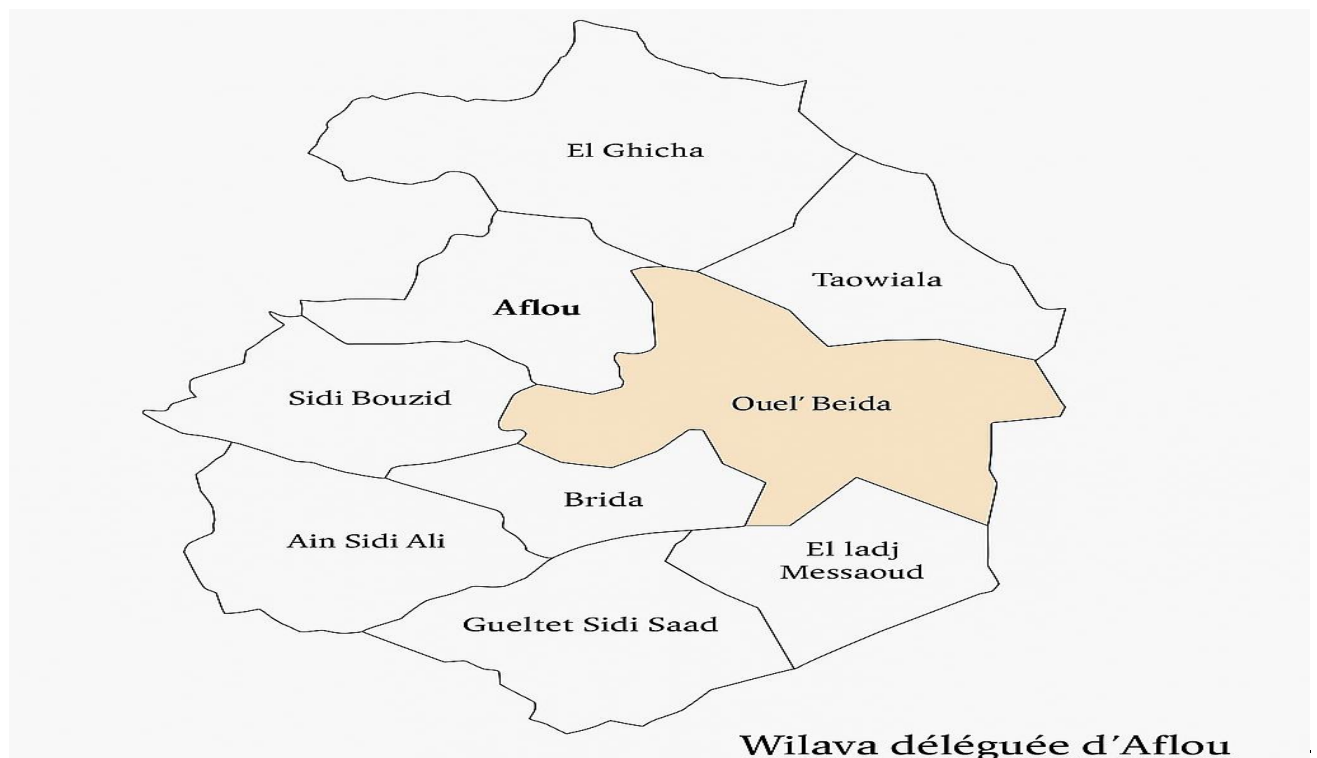 El Ghicha
Taowiala
Aflou
Sidi Bouzid
Ouel′ Beida
Brida
Ain Sidi Ali
El ladj
Messaoud
Gueltet Sidi Saad
Wilava déléguée d′Aflou